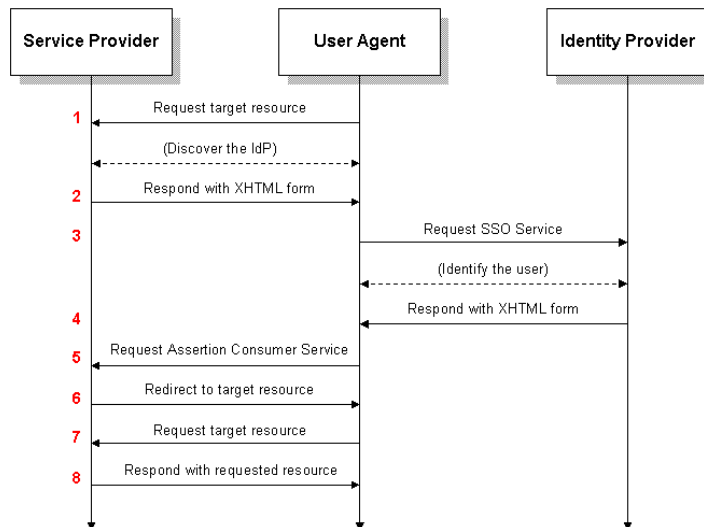 Service Provider
User Agent
Identity Provider
1
Request target resource
(Discover the IdP)
2
Respond with XHTML form
3
Request SSO Service
(Identify the user)
4
Respond with XHTML form
5
Request Assertion Consumer Service
6
Redirect to target resource
7
Request target resource
8
Respond with requested resource